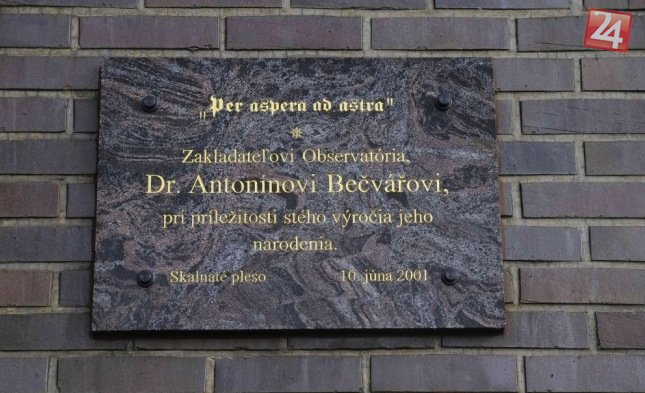 24
„Per aspera ad astra"
Zakladateľovi Observatória,
Dr. Antonínovi Bečvářovi,
pri príležitosti stého výročia jeho
narodenia.
Skalnaté pleso 10. júna 2001